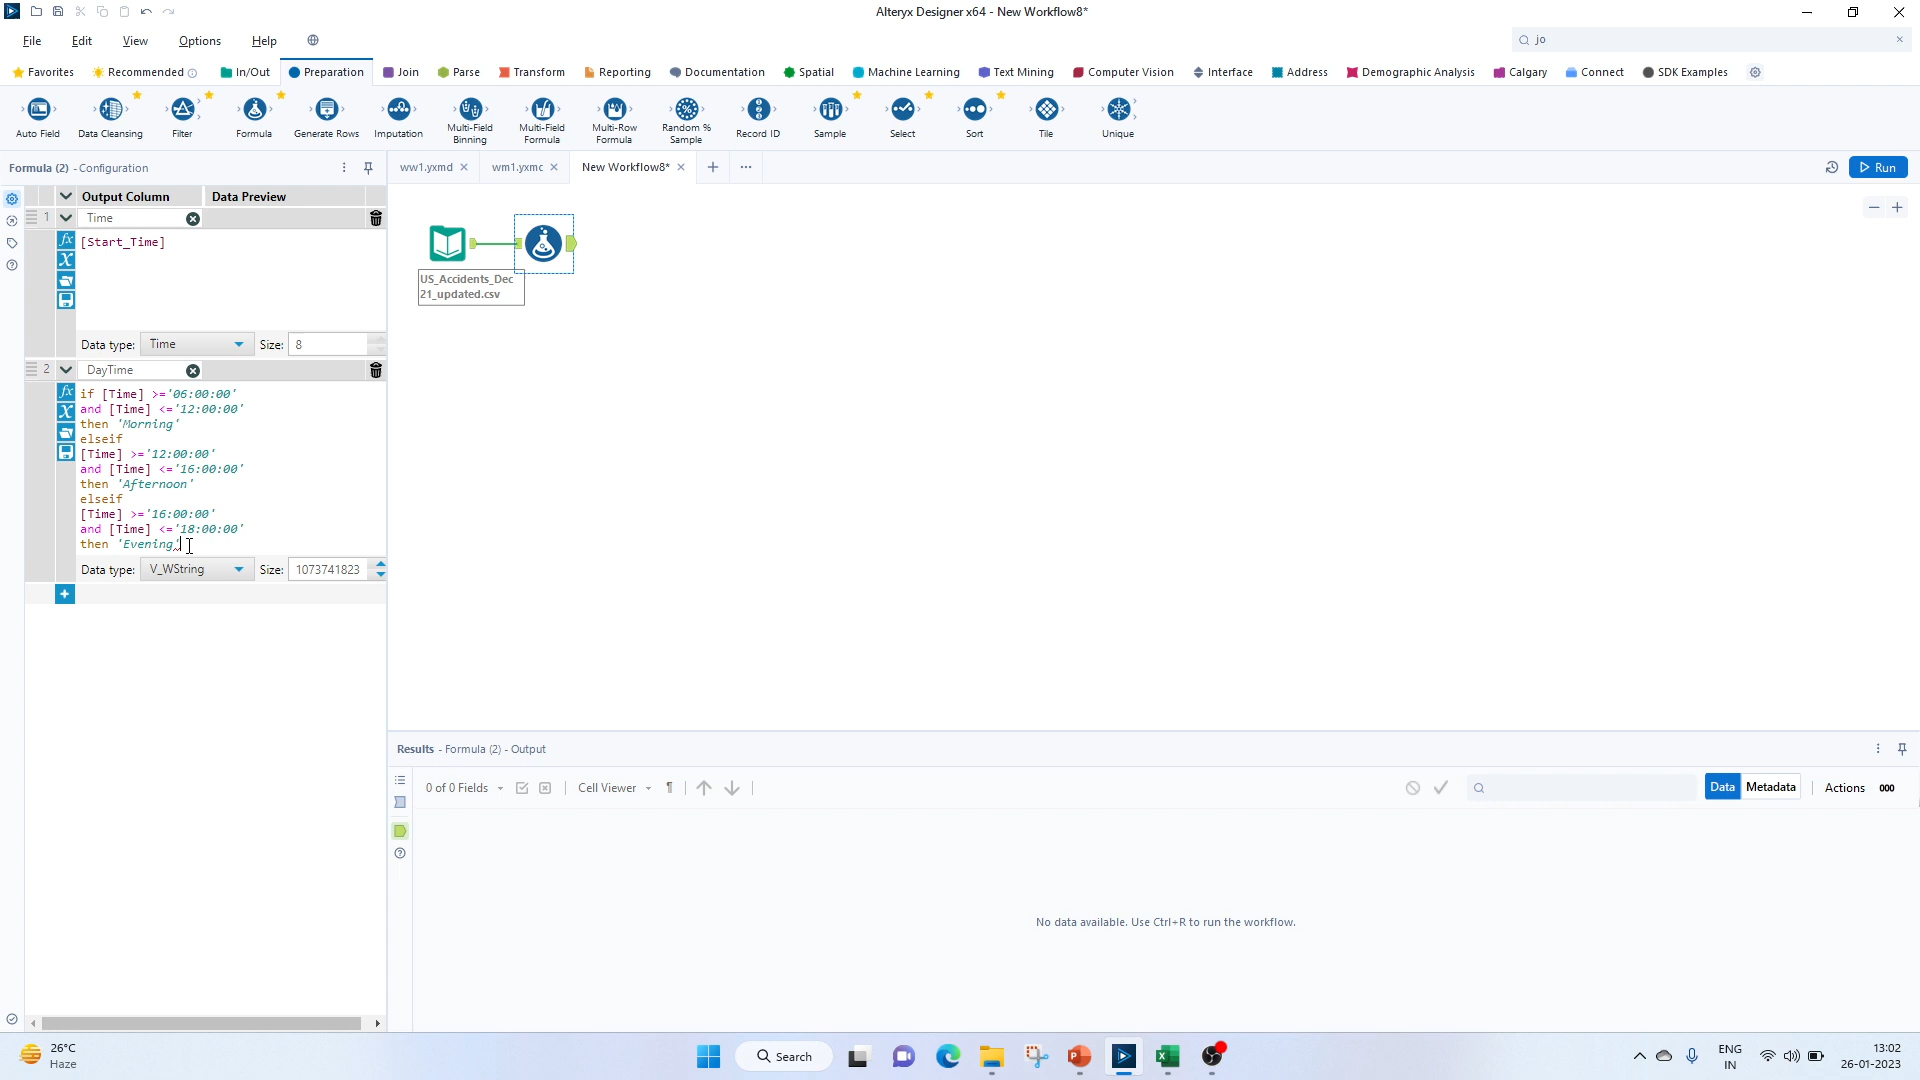 Alteryx Designer x64 - New Workflow8*
File Edit View Options Help
jo
Favorites Recommended In/Out Preparation Join Parse Transform Reporting Documentation Spatial Machine Learning Text Mining Computer Vision Interface Address Demographic Analysis Calgary Connect SDK Examples
Auto Field Data Cleansing Filter Formula Generate Rows Imputation Multi-Field Binning Multi-Field Formula Multi-Row Formula Random % Sample Record ID Sample Select Sort Tile Unique
Formula (2) - Configuration
ww1.yxmd wm1.yxmc New Workflow8*
Run
Output Column Data Preview
1 Time
[Start_Time]
US_Accidents_Dec
21_updated.csv
Data type: Time Size: 8
2 DayTime
if [Time] >='06:00:00'
and [Time] <='12:00:00'
then 'Morning'
elseif
[Time] >='12:00:00'
and [Time] <='16:00:00'
then 'Afternoon'
elseif
[Time] >='16:00:00'
and [Time] <='18:00:00'
then 'Evening'
Data type: V_WString Size: 1073741823
Results - Formula (2) - Output
0 of 0 Fields Cell Viewer Data Metadata Actions 000
No data available. Use Ctrl+R to run the workflow.
26°C
Haze
Search
ENG
IN
13:02
26-01-2023